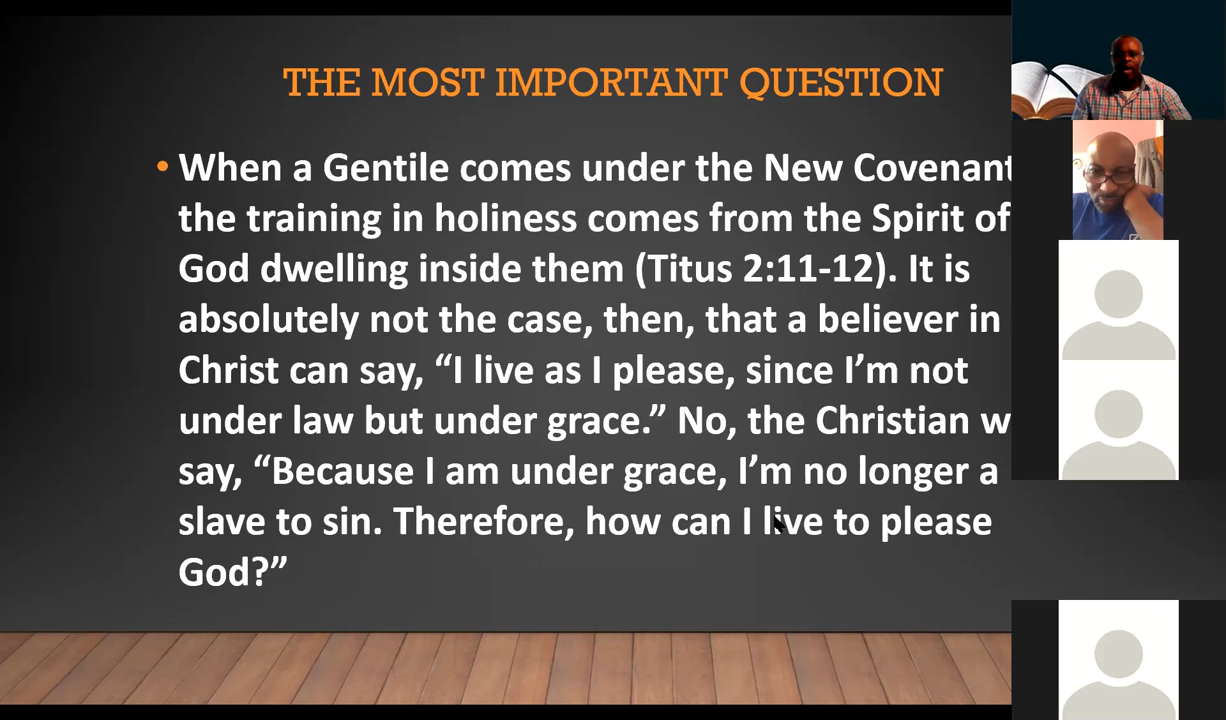 THE MOST IMPORTANT QUESTION
• When a Gentile comes under the New Covenant
the training in holiness comes from the Spirit of
God dwelling inside them (Titus 2:11-12). It is
absolutely not the case, then, that a believer in
Christ can say, “I live as I please, since I’m not
under law but under grace.” No, the Christian w
say, “Because I am under grace, I’m no longer a
slave to sin. Therefore, how can I live to please
God?”